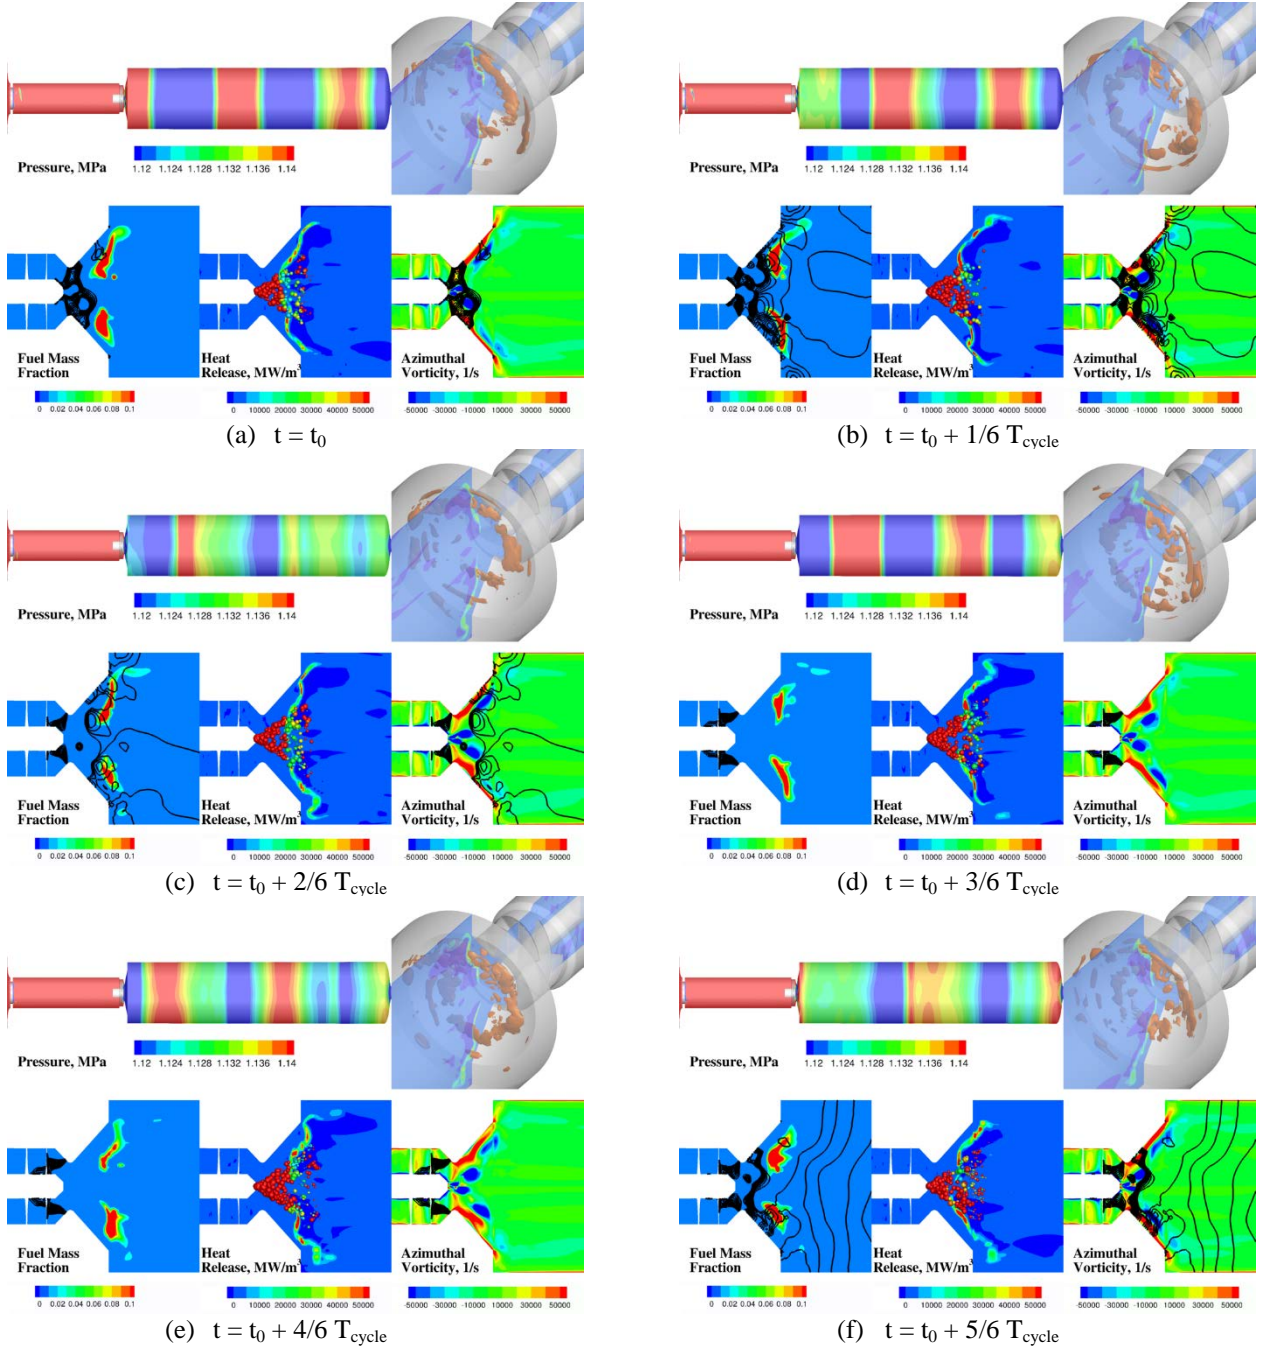 Pressure, MPa
1.12 1.124 1.128 1.132 1.136 1.14
Fuel Mass
Fraction
Heat
Release, MW/m³
Azimuthal
Vorticity, 1/s
0 0.02 0.04 0.06 0.08 0.1
0 10000 20000 30000 40000 50000
-50000 -30000 -10000 10000 30000 50000
(a) t = t₀
Pressure, MPa
1.12 1.124 1.128 1.132 1.136 1.14
Fuel Mass
Fraction
Heat
Release, MW/m³
Azimuthal
Vorticity, 1/s
0 0.02 0.04 0.06 0.08 0.1
0 10000 20000 30000 40000 50000
-50000 -30000 -10000 10000 30000 50000
(b) t = t₀ + 1/6 T_cycle
Pressure, MPa
1.12 1.124 1.128 1.132 1.136 1.14
Fuel Mass
Fraction
Heat
Release, MW/m³
Azimuthal
Vorticity, 1/s
0 0.02 0.04 0.06 0.08 0.1
0 10000 20000 30000 40000 50000
-50000 -30000 -10000 10000 30000 50000
(c) t = t₀ + 2/6 T_cycle
Pressure, MPa
1.12 1.124 1.128 1.132 1.136 1.14
Fuel Mass
Fraction
Heat
Release, MW/m³
Azimuthal
Vorticity, 1/s
0 0.02 0.04 0.06 0.08 0.1
0 10000 20000 30000 40000 50000
-50000 -30000 -10000 10000 30000 50000
(d) t = t₀ + 3/6 T_cycle
Pressure, MPa
1.12 1.124 1.128 1.132 1.136 1.14
Fuel Mass
Fraction
Heat
Release, MW/m³
Azimuthal
Vorticity, 1/s
0 0.02 0.04 0.06 0.08 0.1
0 10000 20000 30000 40000 50000
-50000 -30000 -10000 10000 30000 50000
(e) t = t₀ + 4/6 T_cycle
Pressure, MPa
1.12 1.124 1.128 1.132 1.136 1.14
Fuel Mass
Fraction
Heat
Release, MW/m³
Azimuthal
Vorticity, 1/s
0 0.02 0.04 0.06 0.08 0.1
0 10000 20000 30000 40000 50000
-50000 -30000 -10000 10000 30000 50000
(f) t = t₀ + 5/6 T_cycle